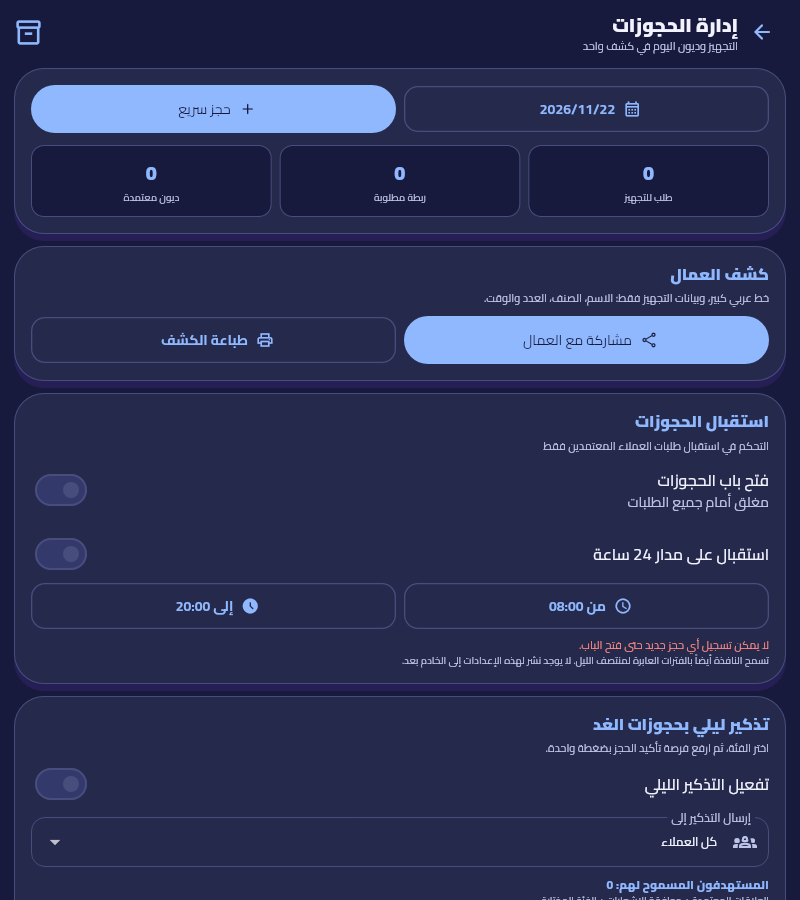 إدارة الحجوزات
التجهيز وديون اليوم في كشف واحد
2026/11/22
حجز سريع
0
طلب للتجهيز
0
ربطة مطلوبة
0
ديون معتمدة
كشف العمال
خط عربي كبير، وبيانات التجهيز فقط: الاسم، الصنف، العدد والوقت.
مشاركة مع العمال
طباعة الكشف
استقبال الحجوزات
التحكم في استقبال طلبات العملاء المعتمدين فقط
فتح باب الحجوزات
مغلق أمام جميع الطلبات
استقبال على مدار 24 ساعة
من 08:00
إلى 20:00
لا يمكن تسجيل أي حجز جديد حتى فتح الباب.
تسمح النافذة أيضاً بالفترات العابرة لمنتصف الليل. لا يوجد نشر لهذه الإعدادات إلى الخادم بعد.
تذكير ليلي بحجوزات الغد
اختر الفئة، ثم ارفع فرصة تأكيد الحجز بضغطة واحدة.
تفعيل التذكير الليلي
إرسال التذكير إلى
كل العملاء
المستهدفون المسموح لهم: 0